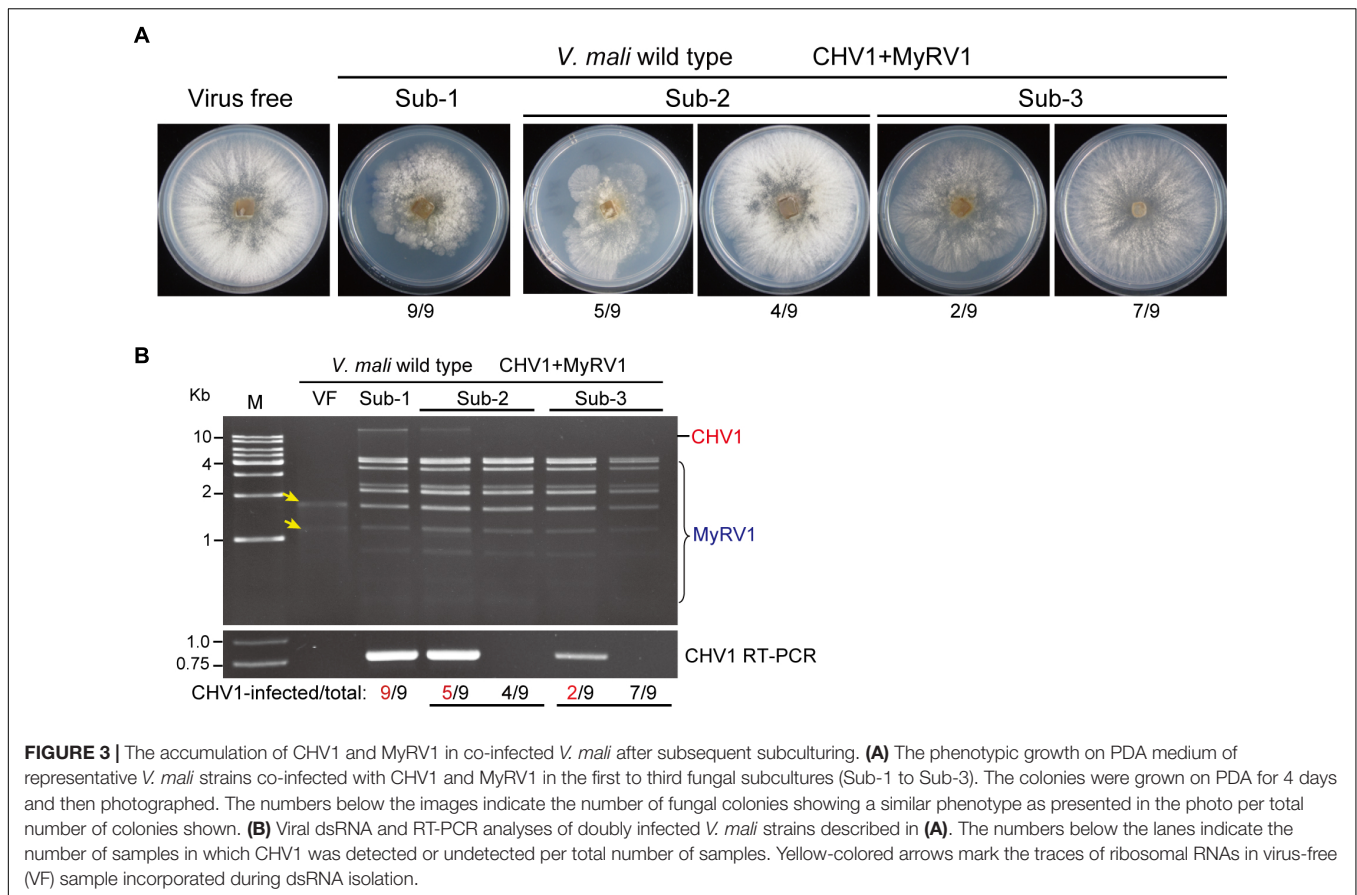 A
V. mali wild type CHV1+MyRV1
Virus free Sub-1 Sub-2 Sub-3
9/9 5/9 4/9 2/9 7/9
B
V. mali wild type CHV1+MyRV1
Kb M VF Sub-1 Sub-2 Sub-3
10
CHV1
4
2
MyRV1
1
1.0
CHV1 RT-PCR
0.75
CHV1-infected/total: 9/9 5/9 4/9 2/9 7/9
FIGURE 3 | The accumulation of CHV1 and MyRV1 in co-infected V. mali after subsequent subculturing. (A) The phenotypic growth on PDA medium of
representative V. mali strains co-infected with CHV1 and MyRV1 in the first to third fungal subcultures (Sub-1 to Sub-3). The colonies were grown on PDA for 4 days
and then photographed. The numbers below the images indicate the number of fungal colonies showing a similar phenotype as presented in the photo per total
number of colonies shown. (B) Viral dsRNA and RT-PCR analyses of doubly infected V. mali strains described in (A). The numbers below the lanes indicate the
number of samples in which CHV1 was detected or undetected per total number of samples. Yellow-colored arrows mark the traces of ribosomal RNAs in virus-free
(VF) sample incorporated during dsRNA isolation.